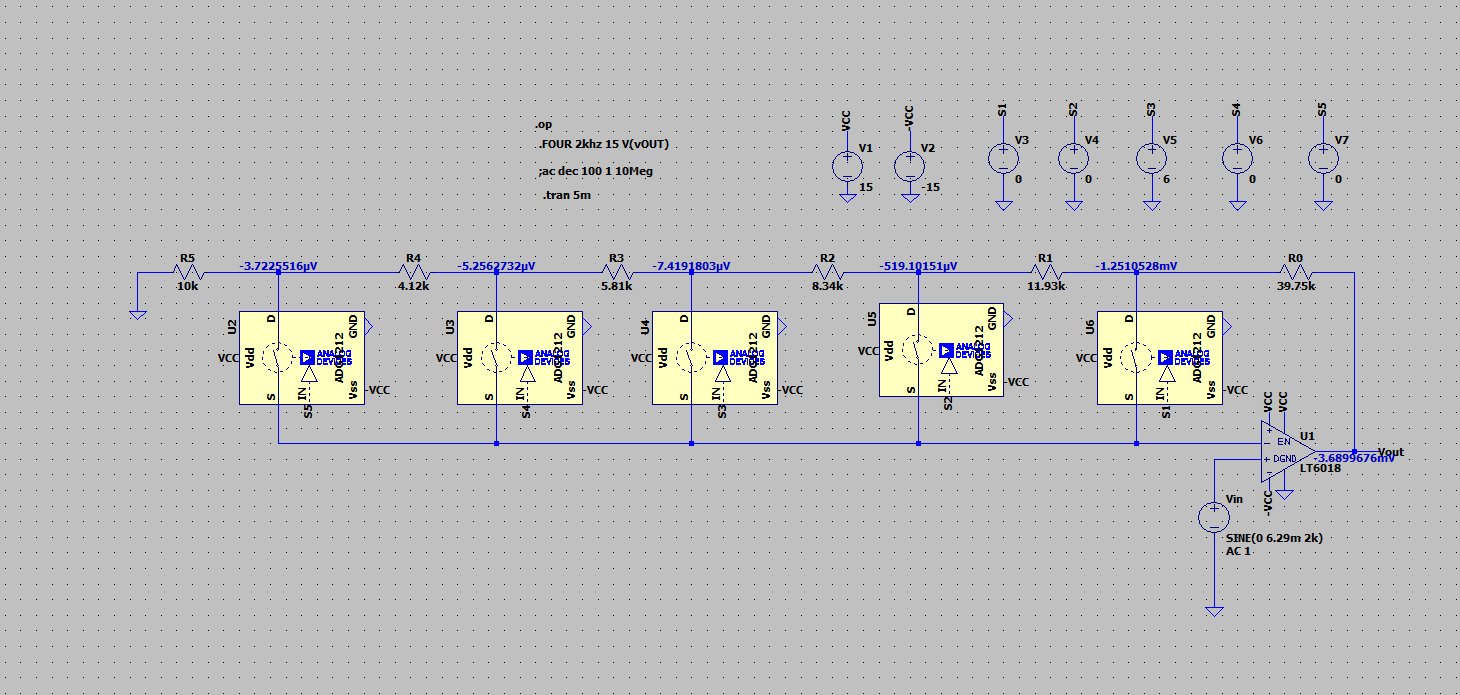 .op
.FOUR 2khz 15 V(vOUT)
;ac dec 100 1 10Meg
.tran 5m
VCC
V1
15
-VCC
V2
-15
S1
V3
0
S2
V4
0
S3
V5
6
S4
V6
0
S5
V7
0
R5
10k
-3.7225516µV
R4
4.12k
-5.2562732µV
R3
5.81k
-7.4191803µV
R2
8.34k
-519.10151µV
R1
11.93k
-1.2510528mV
R0
39.75k
U2
D
GND
VCC
Vdd
ANALOG
DEVICES
ADG1212
S
IN
Vss
-VCC
S5
U3
D
GND
VCC
Vdd
ANALOG
DEVICES
ADG1212
S
IN
Vss
-VCC
S4
U4
D
GND
VCC
Vdd
ANALOG
DEVICES
ADG1212
S
IN
Vss
-VCC
S3
U5
D
GND
VCC
Vdd
ANALOG
DEVICES
ADG1212
S
IN
Vss
-VCC
S2
U6
D
GND
VCC
Vdd
ANALOG
DEVICES
ADG1212
S
IN
Vss
-VCC
S1
VCC
VCC
U1
EN
DGND
Vout
-3.6899676mV
LT6018
-VCC
Vin
SINE(0 6.29m 2k)
AC 1